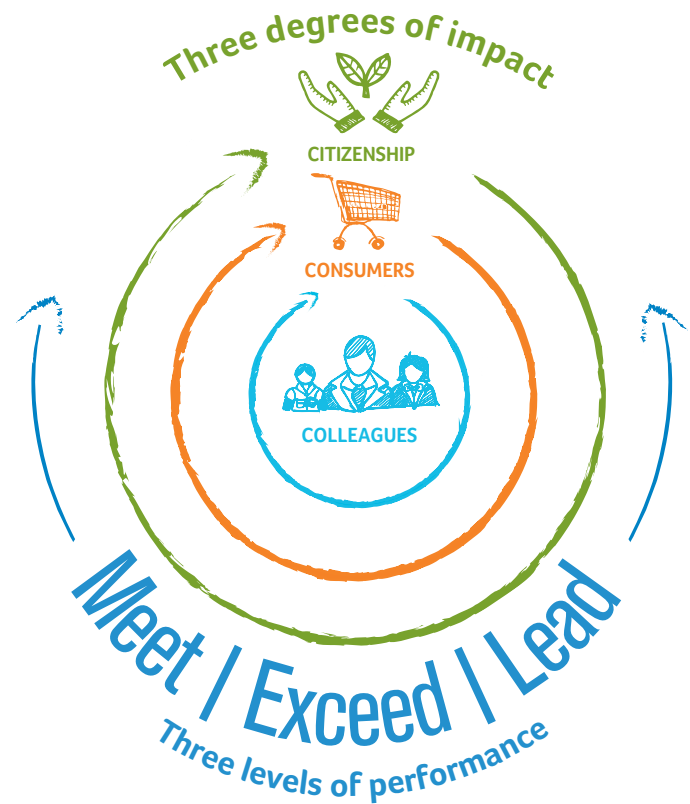 Three degrees of impact
CITIZENSHIP
CONSUMERS
COLLEAGUES
Meet | Exceed | Lead
Three levels of performance